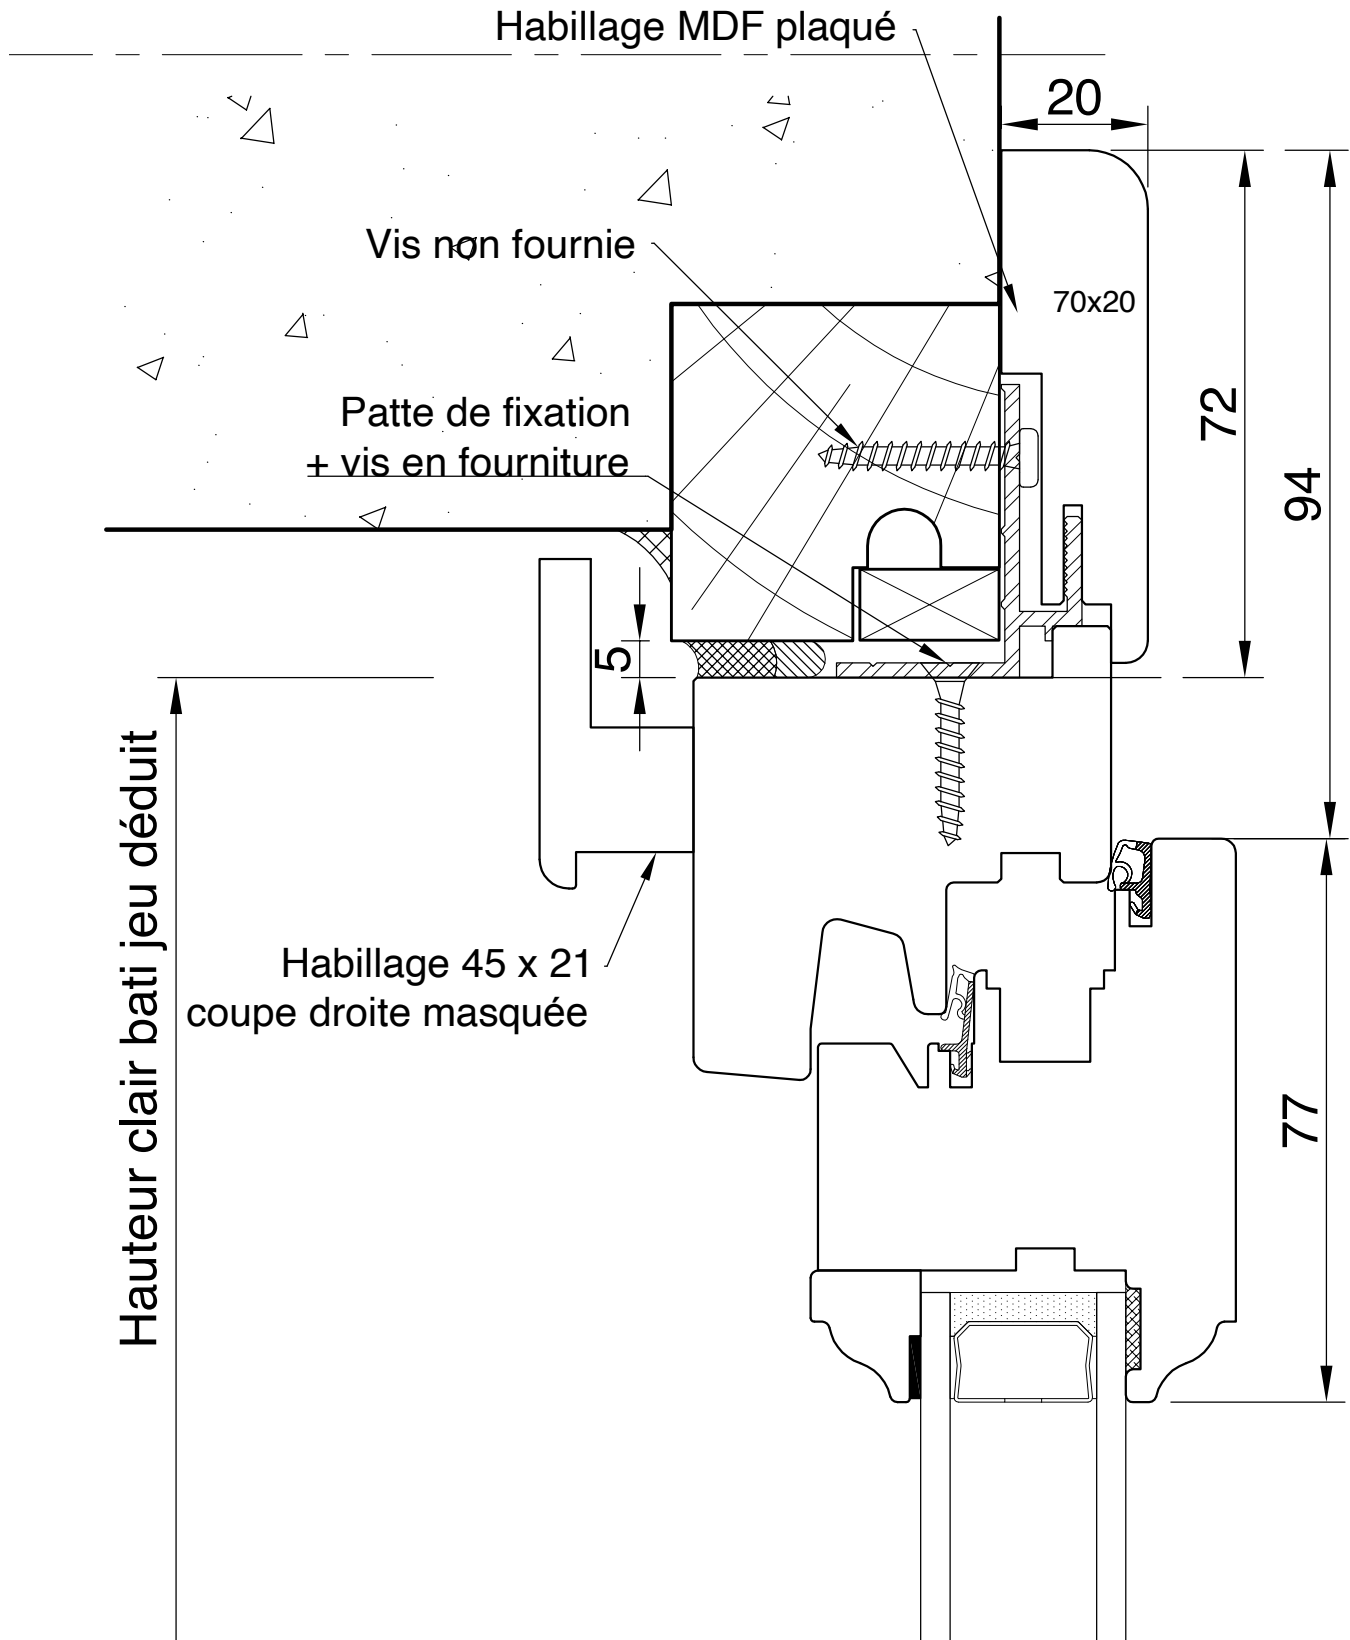 Habillage MDF plaqué
20
Vis non fournie
70x20
Patte de fixation
+ vis en fourniture
72
94
5
Hauteur clair bati jeu déduit
Habillage 45 x 21
coupe droite masquée
77